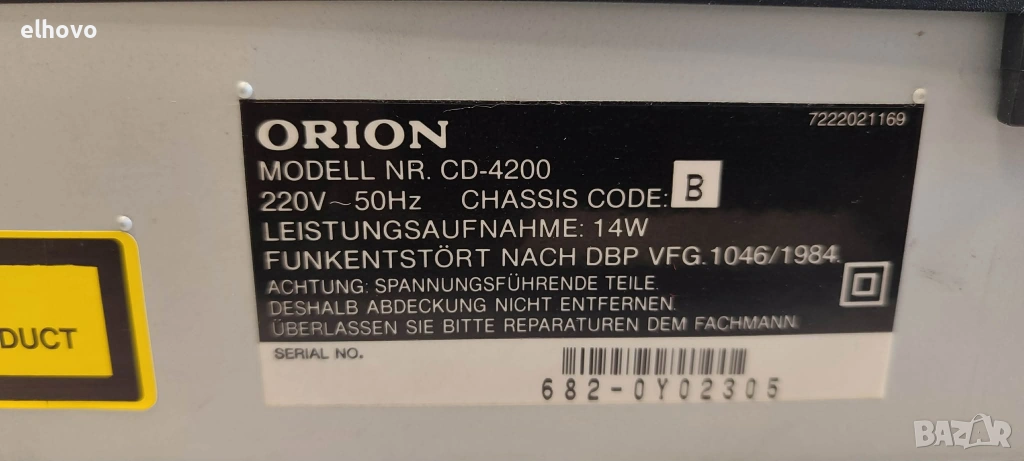 elhovo
ORION
7222021169
MODELL NR. CD-4200
220V~50Hz CHASSIS CODE: B
LEISTUNGSAUFNAHME: 14W
FUNKENTSTÖRT NACH DBP VFG. 1046/1984.
ACHTUNG: SPANNUNGSFÜHRENDE TEILE.
DESHALB ABDECKUNG NICHT ENTFERNEN.
ÜBERLASSEN SIE BITTE REPARATUREN DEM FACHMANN.
DUCT
SERIAL NO.
682-0Y02305
BAZAR